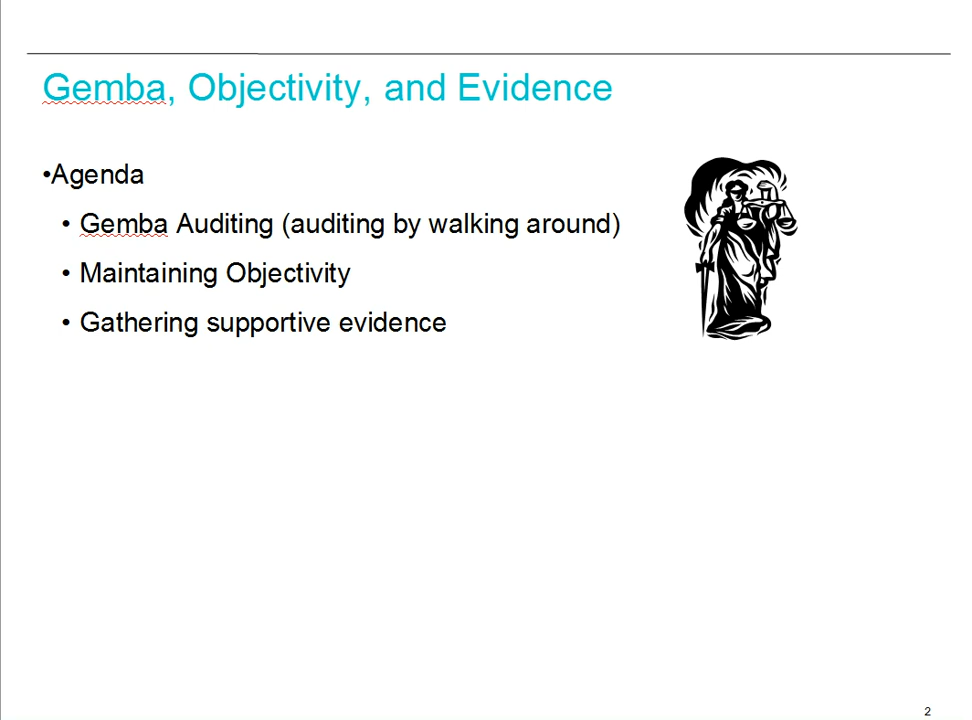 Gemba, Objectivity, and Evidence
•Agenda
• Gemba Auditing (auditing by walking around)
• Maintaining Objectivity
• Gathering supportive evidence
2